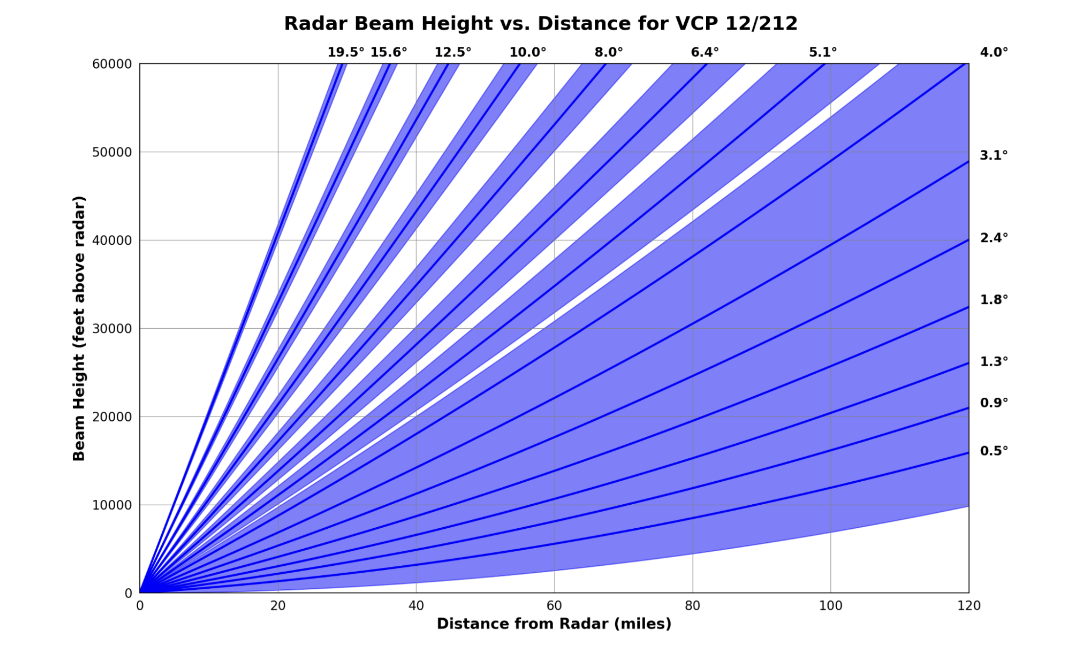 Radar Beam Height vs. Distance for VCP 12/212
19.5° 15.6° 12.5° 10.0° 8.0° 6.4° 5.1° 4.0°
60000
50000
40000
30000
20000
10000
0
Beam Height (feet above radar)
3.1°
2.4°
1.8°
1.3°
0.9°
0.5°
0 20 40 60 80 100 120
Distance from Radar (miles)